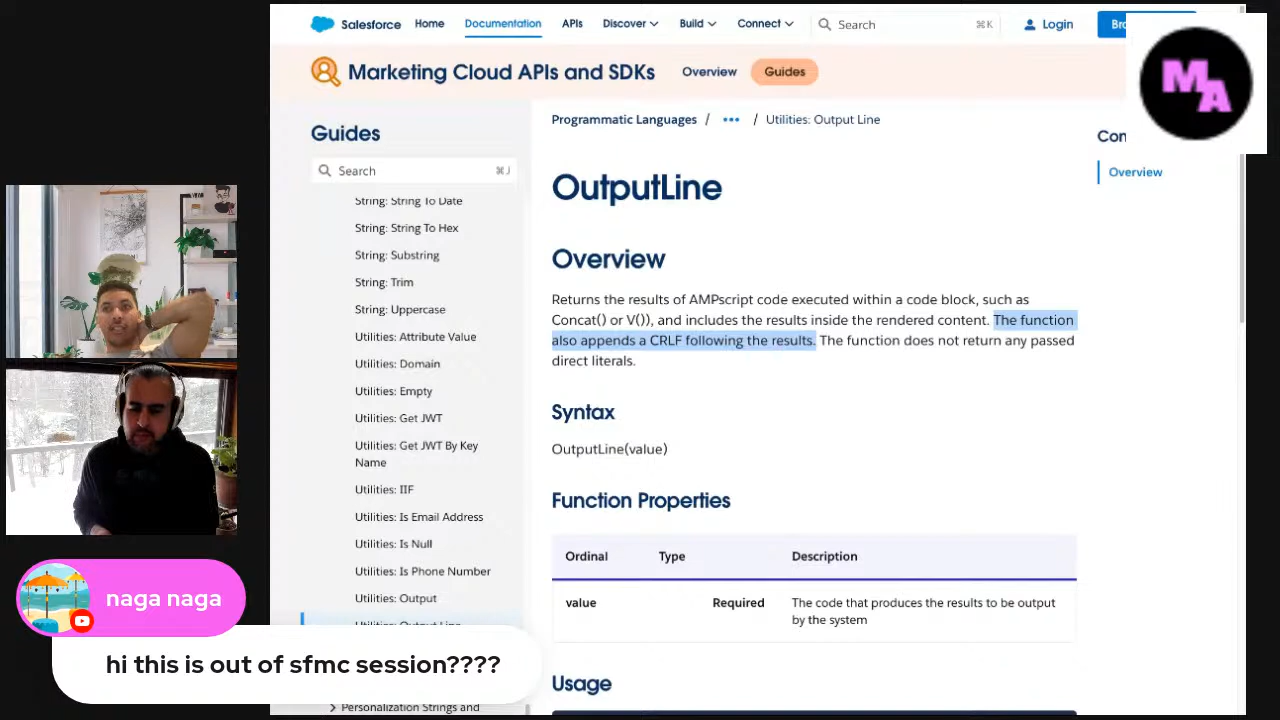 Salesforce Home Documentation APIs Discover Build Connect Search ⌘K Login
Marketing Cloud APIs and SDKs Overview Guides
MA
Guides
Search ⌘J
String: String To Date
String: String To Hex
String: Substring
String: Trim
String: Uppercase
Utilities: Attribute Value
Utilities: Domain
Utilities: Empty
Utilities: Get JWT
Utilities: Get JWT By Key
Name
Utilities: IIF
Utilities: Is Email Address
Utilities: Is Null
Utilities: Is Phone Number
Utilities: Output
Utilities: Output Line
Personalization Strings and
Programmatic Languages / ••• / Utilities: Output Line
OutputLine
Overview
Returns the results of AMPscript code executed within a code block, such as
Concat() or V()), and includes the results inside the rendered content. The function
also appends a CRLF following the results. The function does not return any passed
direct literals.
Syntax
OutputLine(value)
Function Properties
Ordinal Type Description
value Required The code that produces the results to be output
by the system
Usage
Overview
naga naga
hi this is out of sfmc session????